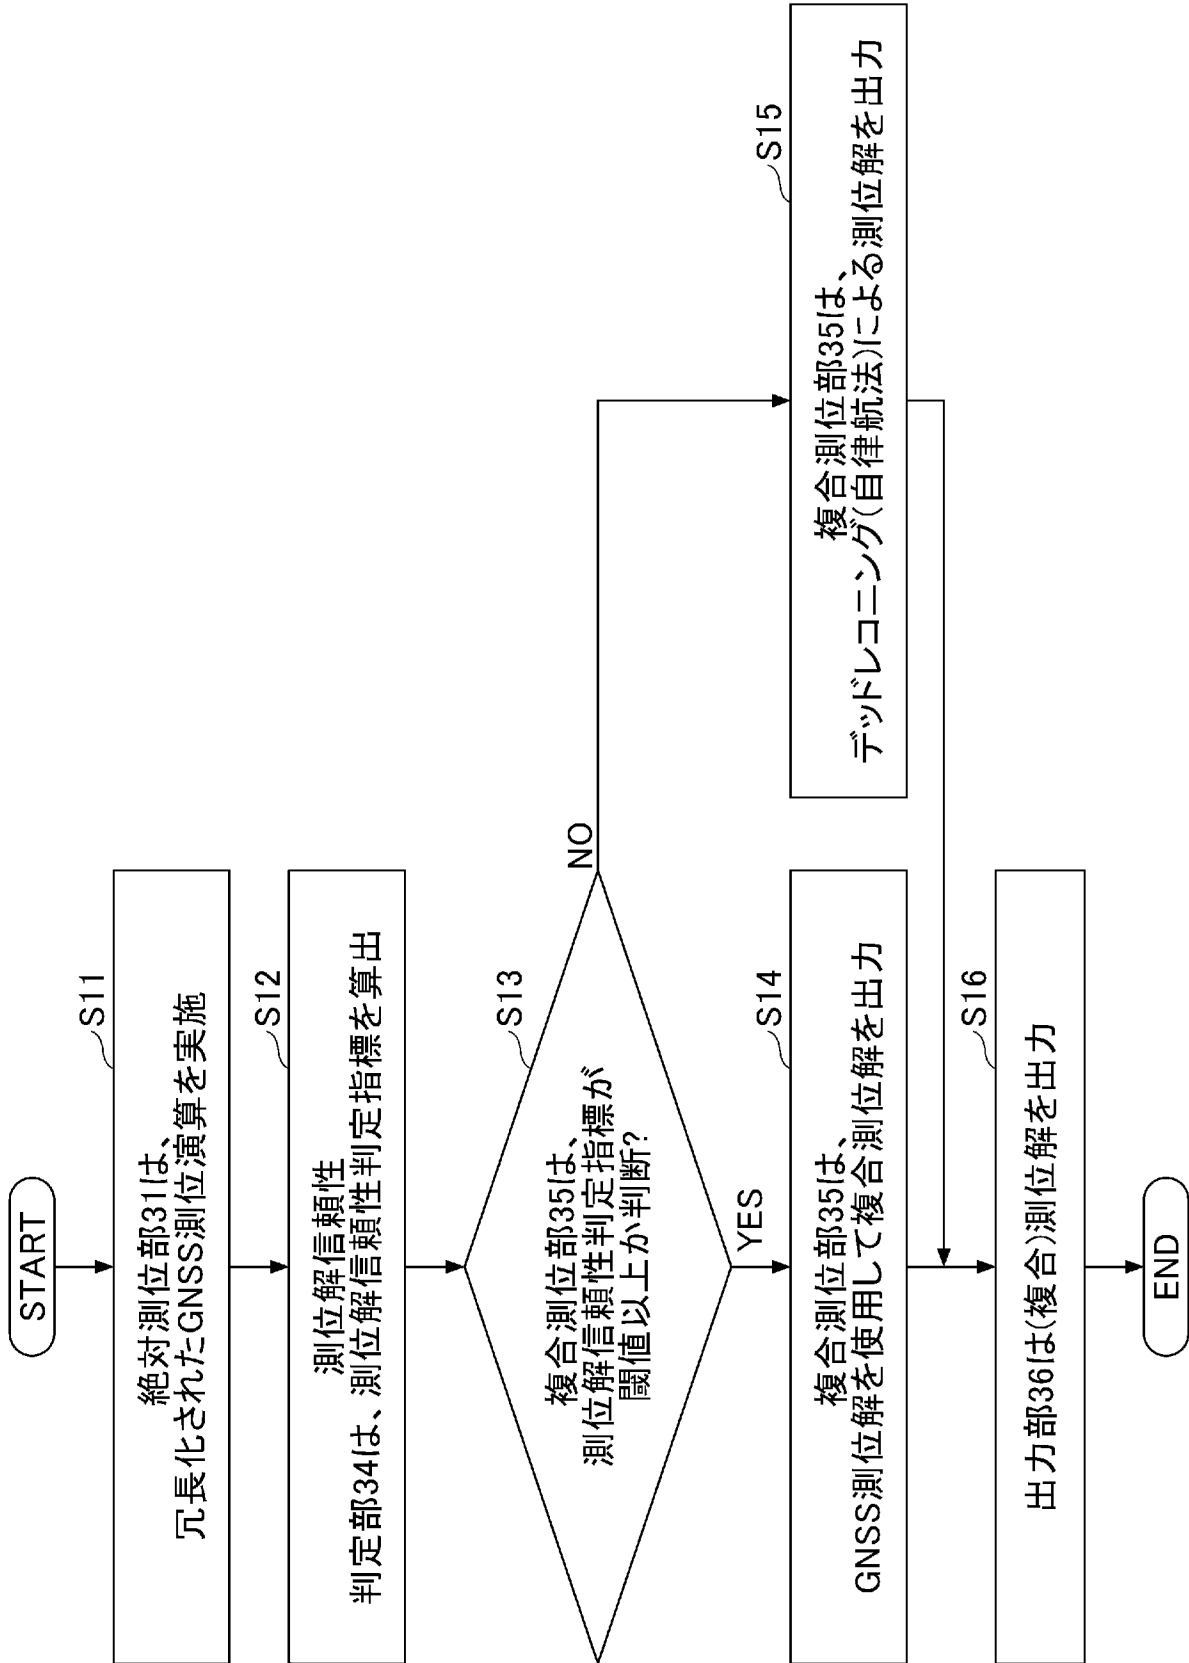 START
S11
絶対測位部31は、
冗長化されたGNSS測位演算を実施
S12
測位解信頼性
判定部34は、測位解信頼性判定指標を算出
S13
複合測位部35は、
測位解信頼性判定指標が
閾値以上か判断?
NO
YES
S14
複合測位部35は、
GNSS測位解を使用して複合測位解を出力
S15
複合測位部35は、
デッドレコニング(自律航法)による測位解を出力
S16
出力部36は(複合)測位解を出力
END